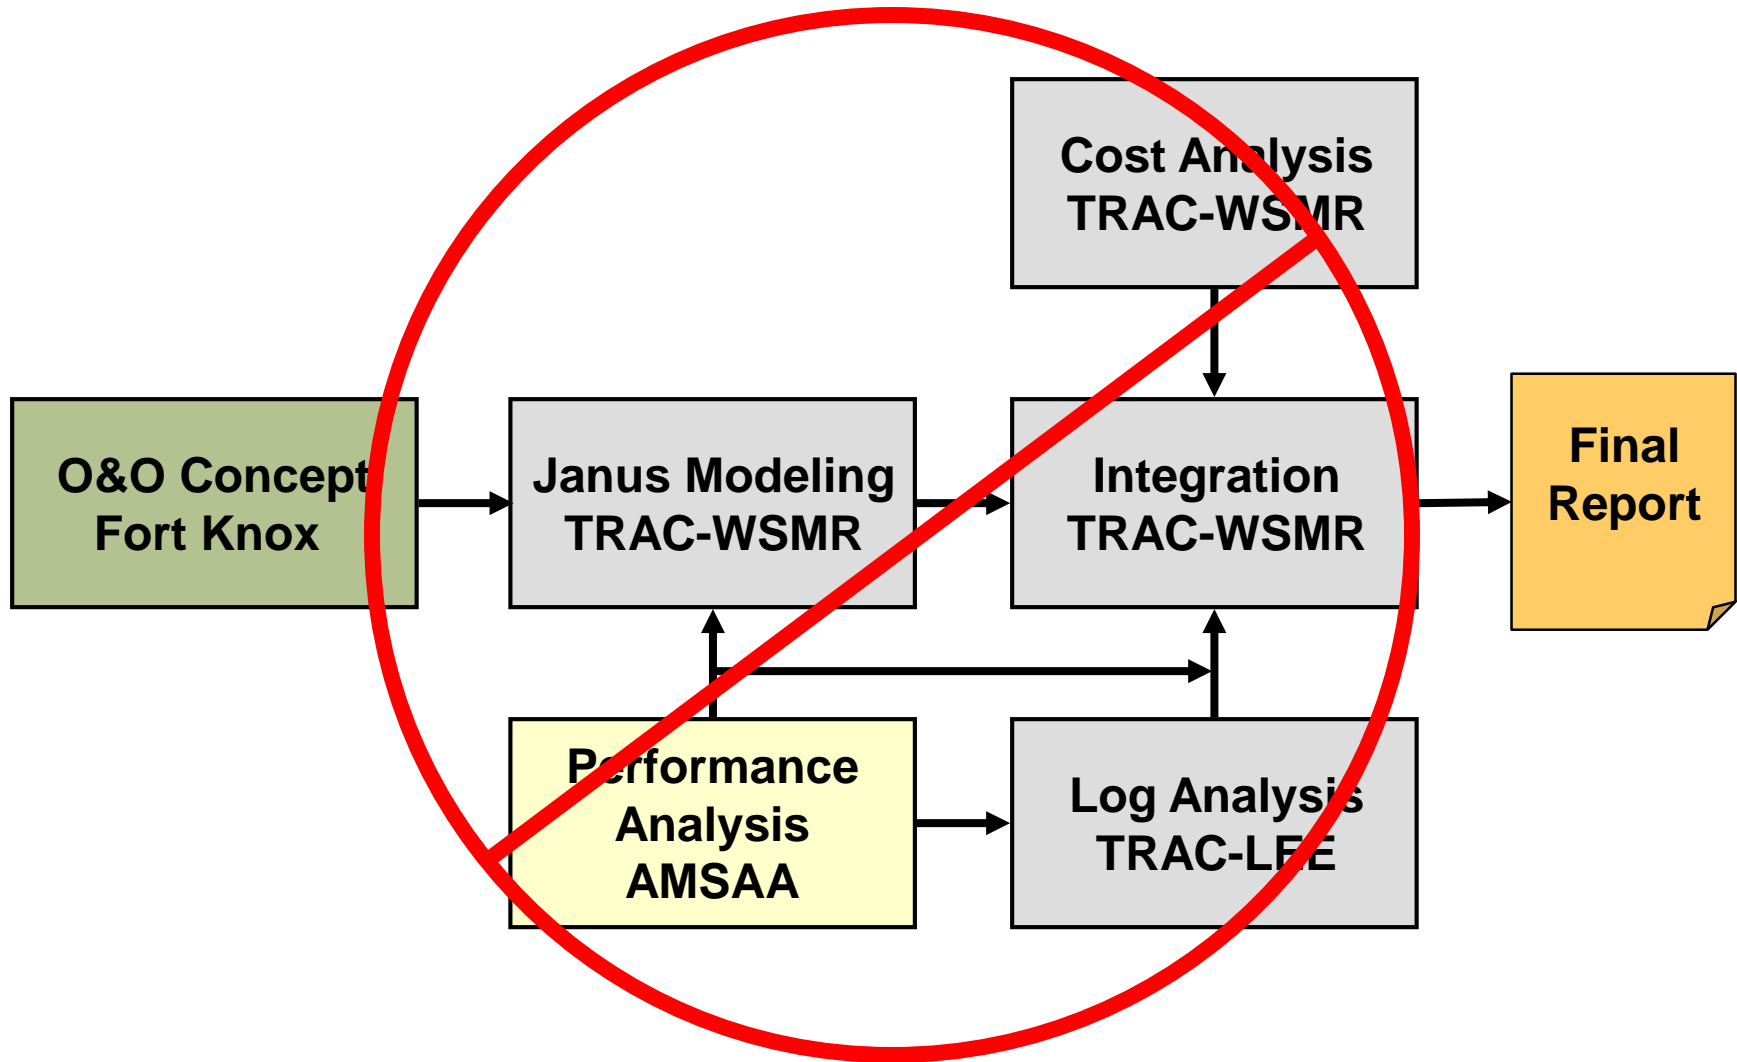 Cost Analysis
TRAC-WSMR
O&O Concept
Fort Knox
Janus Modeling
TRAC-WSMR
Integration
TRAC-WSMR
Final
Report
Performance
Analysis
AMSAA
Log Analysis
TRAC-LEE